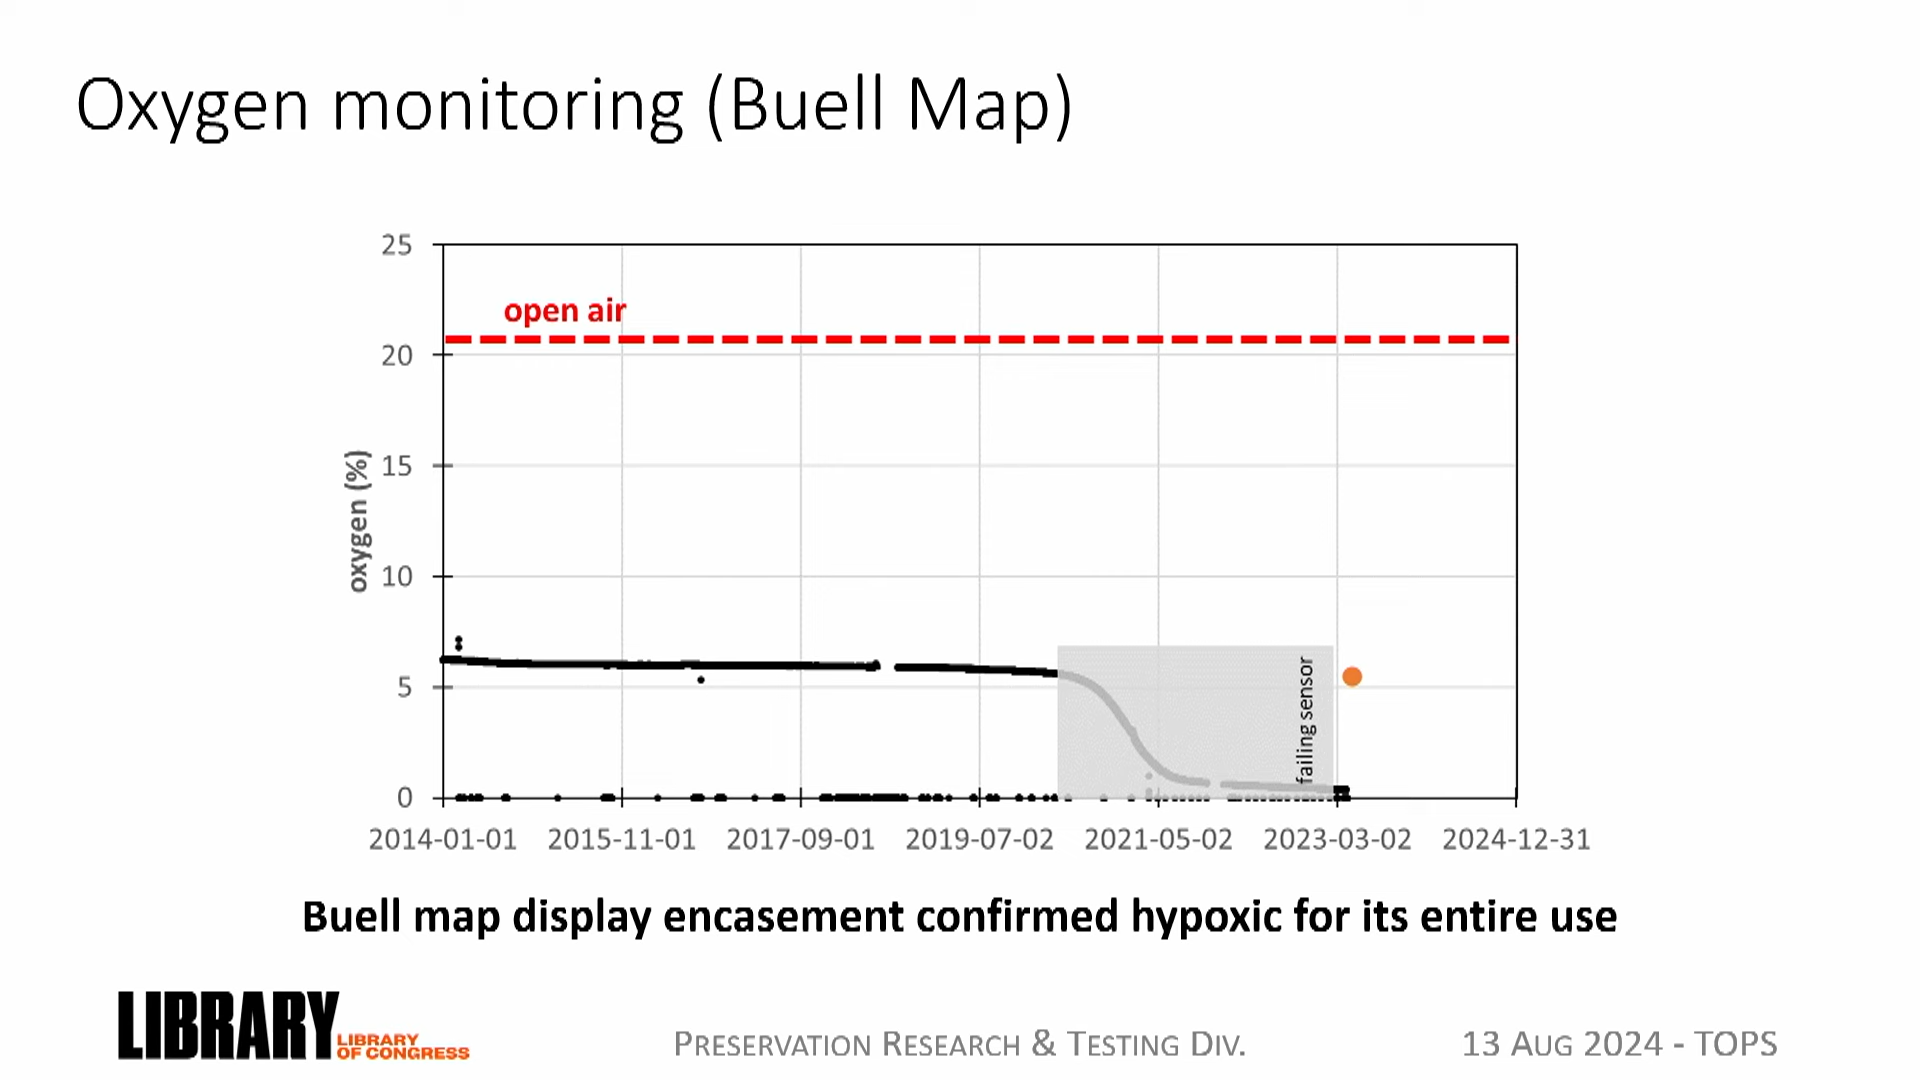 Oxygen monitoring (Buell Map)
25
open air
20
15
oxygen (%)
10
5
failing sensor
0
2014-01-01 2015-11-01 2017-09-01 2019-07-02 2021-05-02 2023-03-02 2024-12-31
Buell map display encasement confirmed hypoxic for its entire use
LIBRARY
LIBRARY
OF CONGRESS
PRESERVATION RESEARCH & TESTING DIV.
13 AUG 2024 - TOPS